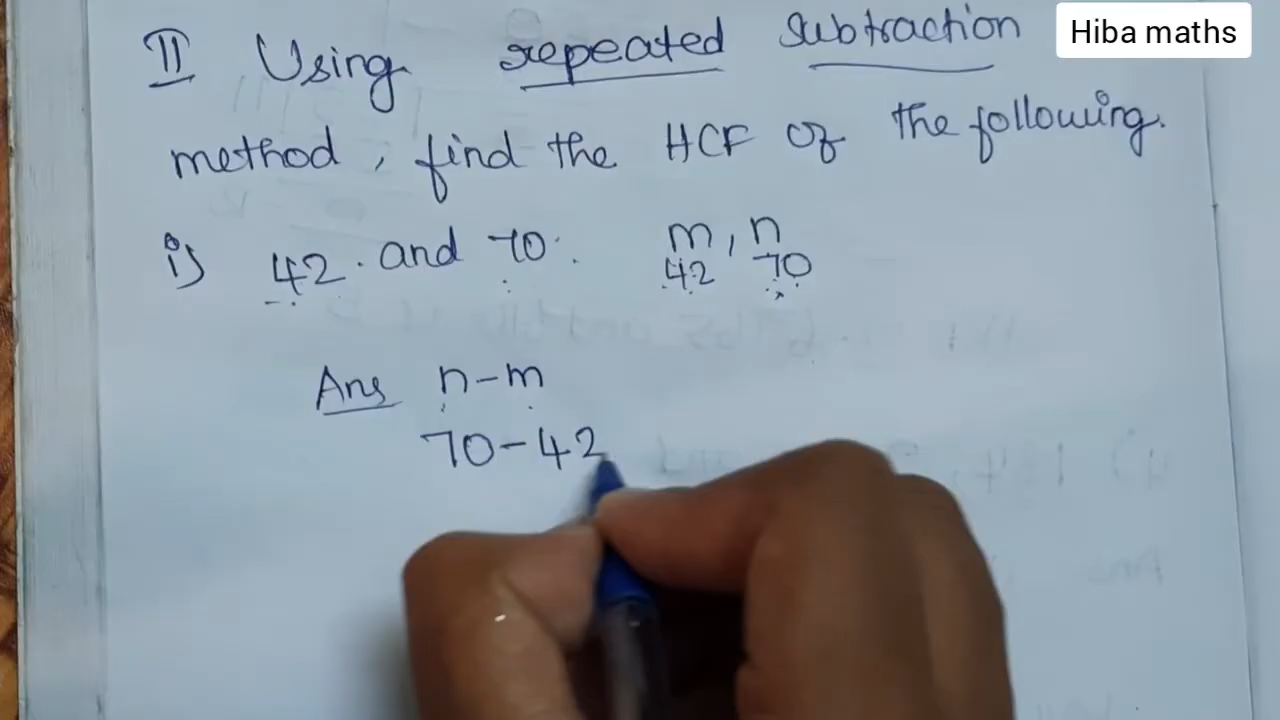 Hiba maths
II Using repeated subtraction
method, find the HCF of the following.
i) 42 and 70. m, n
42 70
Ans n-m
70-42